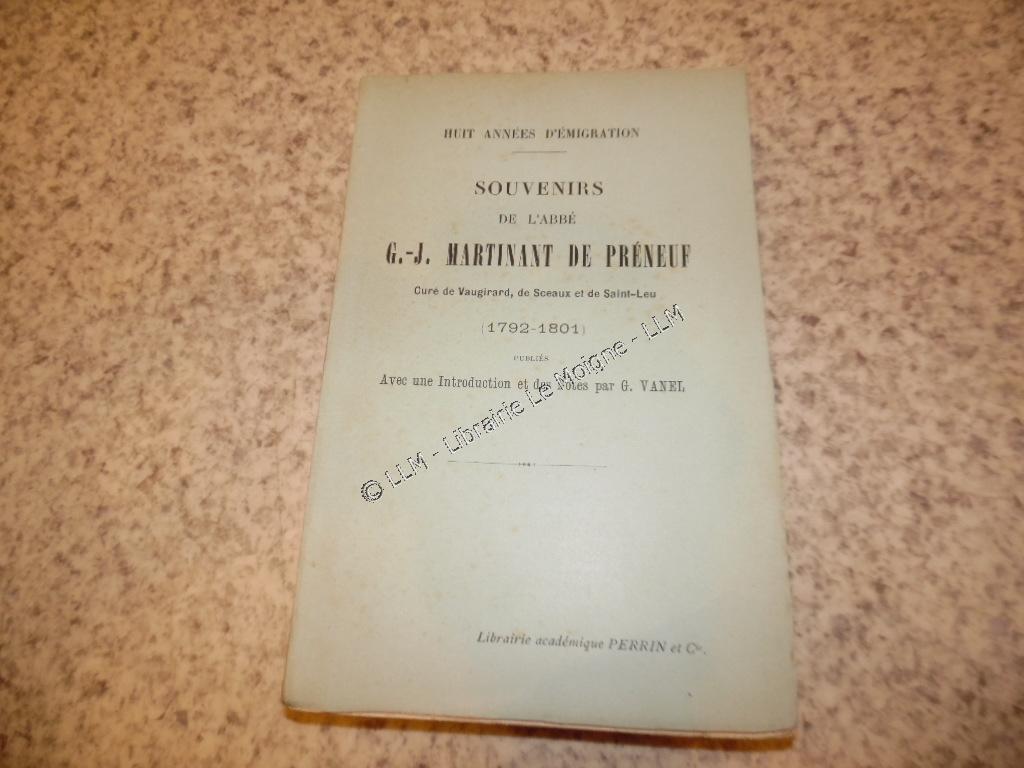 HUIT ANNÉES D'ÉMIGRATION
SOUVENIRS
DE L'ABBÉ
G.-J. MARTINANT DE PRÉNEUF
Curé de Vaugirard, de Sceaux et de Saint-Leu
(1792-1801)
PUBLIÉS
Avec une Introduction et des Notes par G. VANEL
© LLM - Librairie Le Moigne - LLM
Librairie académique PERRIN et Cie.